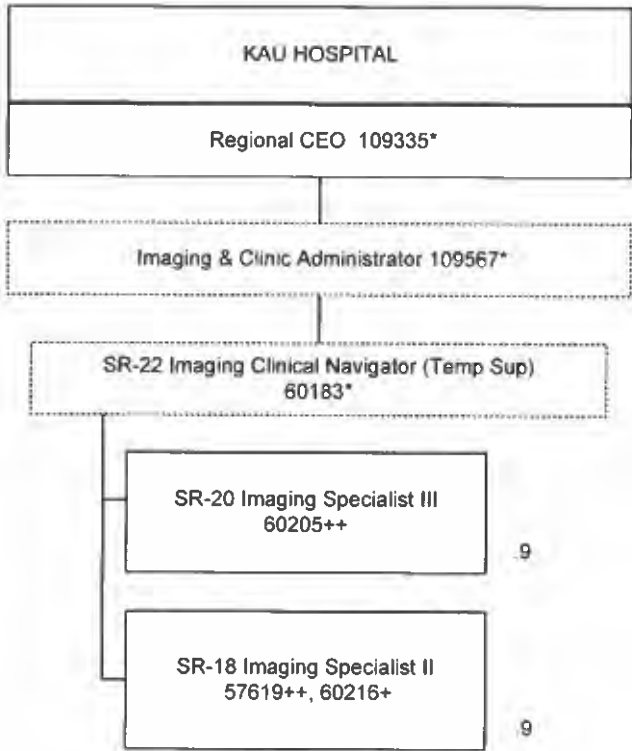 KAU HOSPITAL
Regional CEO 109335*
Imaging & Clinic Administrator 109567*
SR-22 Imaging Clinical Navigator (Temp Sup)
60183*
SR-20 Imaging Specialist III
60205++
.9
SR-18 Imaging Specialist II
57619++, 60216+
.9